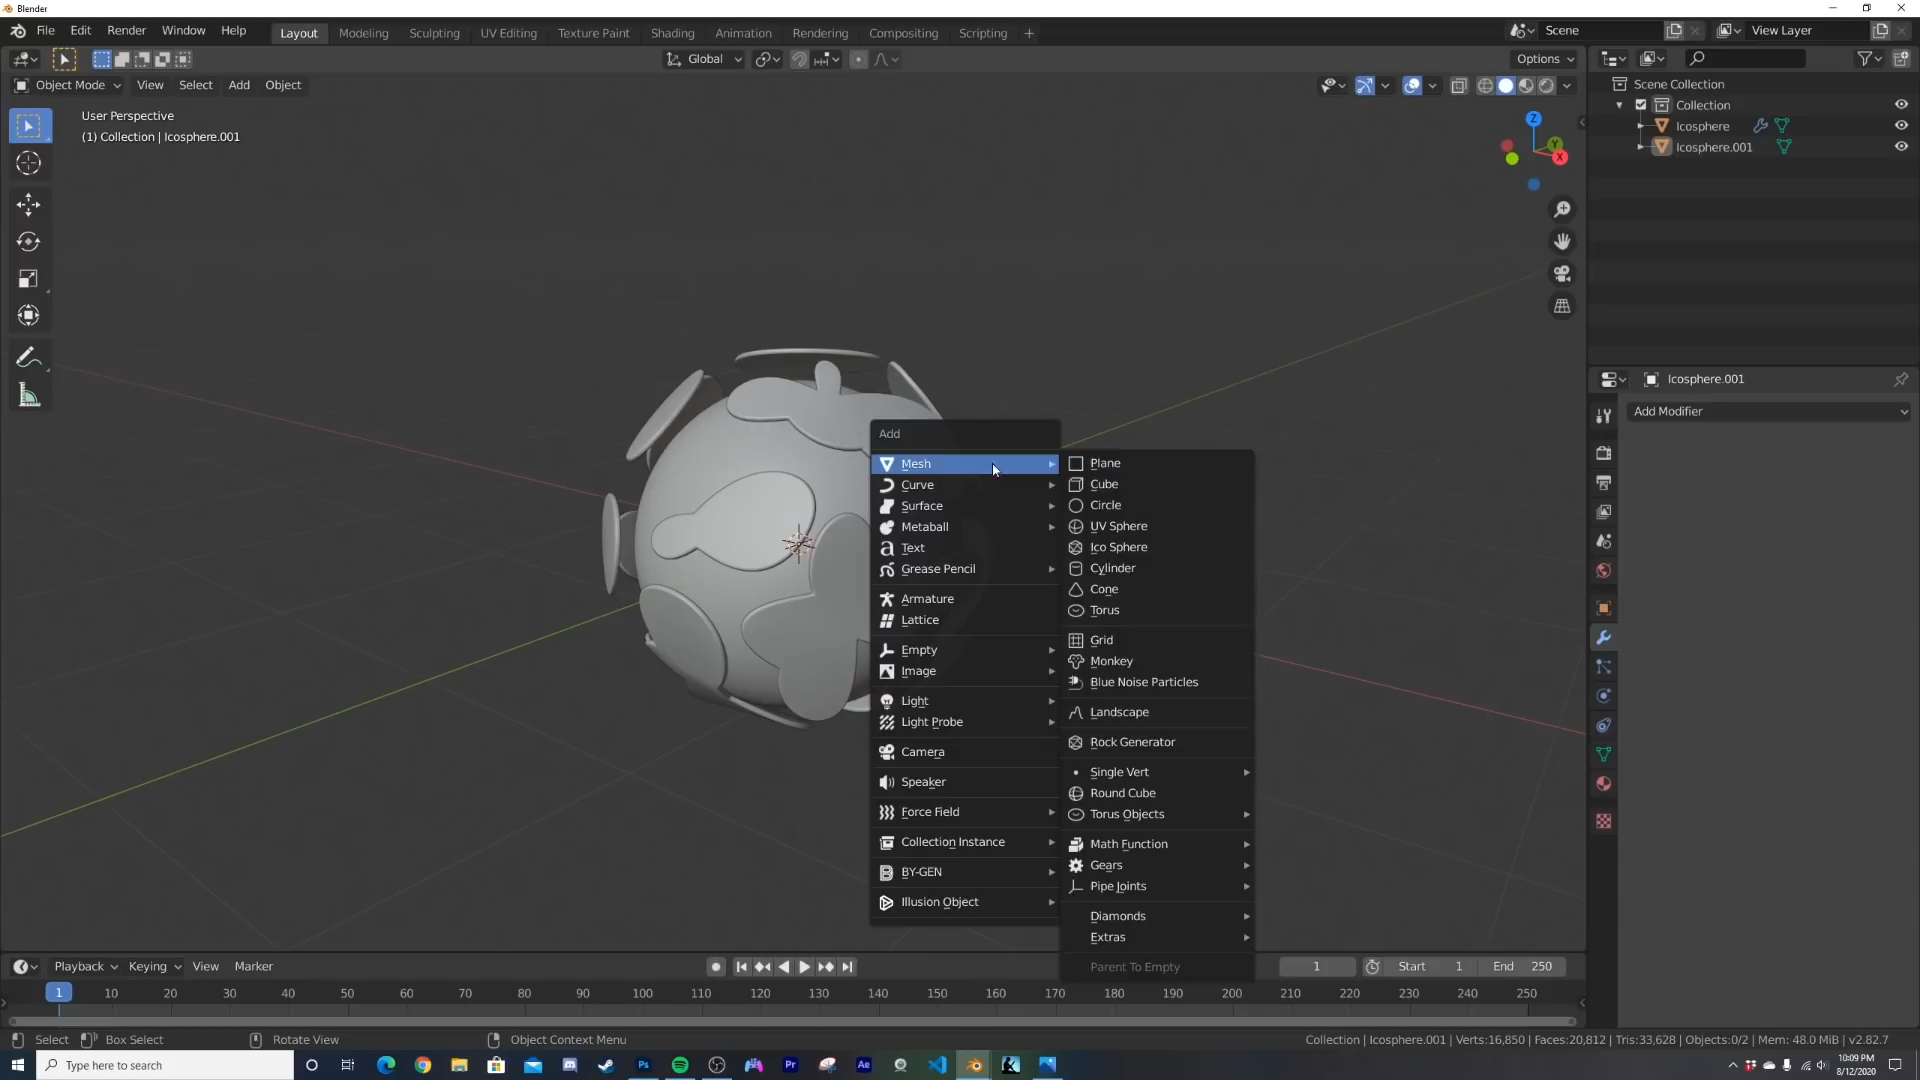 Blender
File Edit Render Window Help Layout Modeling Sculpting UV Editing Texture Paint Shading Animation Rendering Compositing Scripting + Scene View Layer
Global Options
Object Mode View Select Add Object
User Perspective
(1) Collection | Icosphere.001
Z
Y
X
Scene Collection
Collection
Icosphere
Icosphere.001
Icosphere.001
Add Modifier
Add
Mesh
Curve
Surface
Metaball
Text
Grease Pencil
Armature
Lattice
Empty
Image
Light
Light Probe
Camera
Speaker
Force Field
Collection Instance
BY-GEN
Illusion Object
Plane
Cube
Circle
UV Sphere
Ico Sphere
Cylinder
Cone
Torus
Grid
Monkey
Blue Noise Particles
Landscape
Rock Generator
Single Vert
Round Cube
Torus Objects
Math Function
Gears
Pipe Joints
Diamonds
Extras
Parent To Empty
Playback Keying View Marker 1 Start 1 End 250
1 10 20 30 40 50 60 70 80 90 100 110 120 130 140 150 160 170 180 190 200 210 220 230 240 250
Select Box Select Rotate View Object Context Menu Collection | Icosphere.001 | Verts:16,850 | Faces:20,812 | Tris:33,628 | Objects:0/2 | Mem: 48.0 MiB | v2.82.7
Type here to search Ps Pr Ae 10:09 PM
8/12/2020